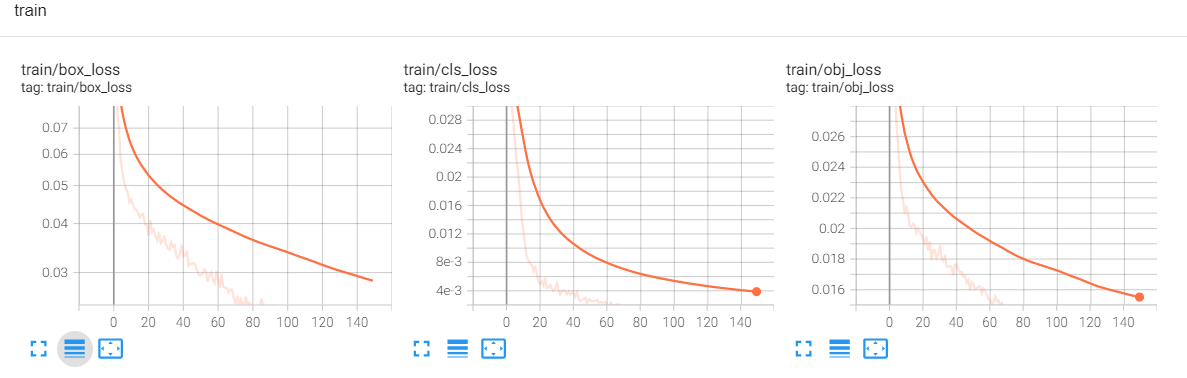 train
train/box_loss
tag: train/box_loss
0.07
0.06
0.05
0.04
0.03
0 20 40 60 80 100 120 140
train/cls_loss
tag: train/cls_loss
0.028
0.024
0.02
0.016
0.012
8e-3
4e-3
0 20 40 60 80 100 120 140
train/obj_loss
tag: train/obj_loss
0.026
0.024
0.022
0.02
0.018
0.016
0 20 40 60 80 100 120 140